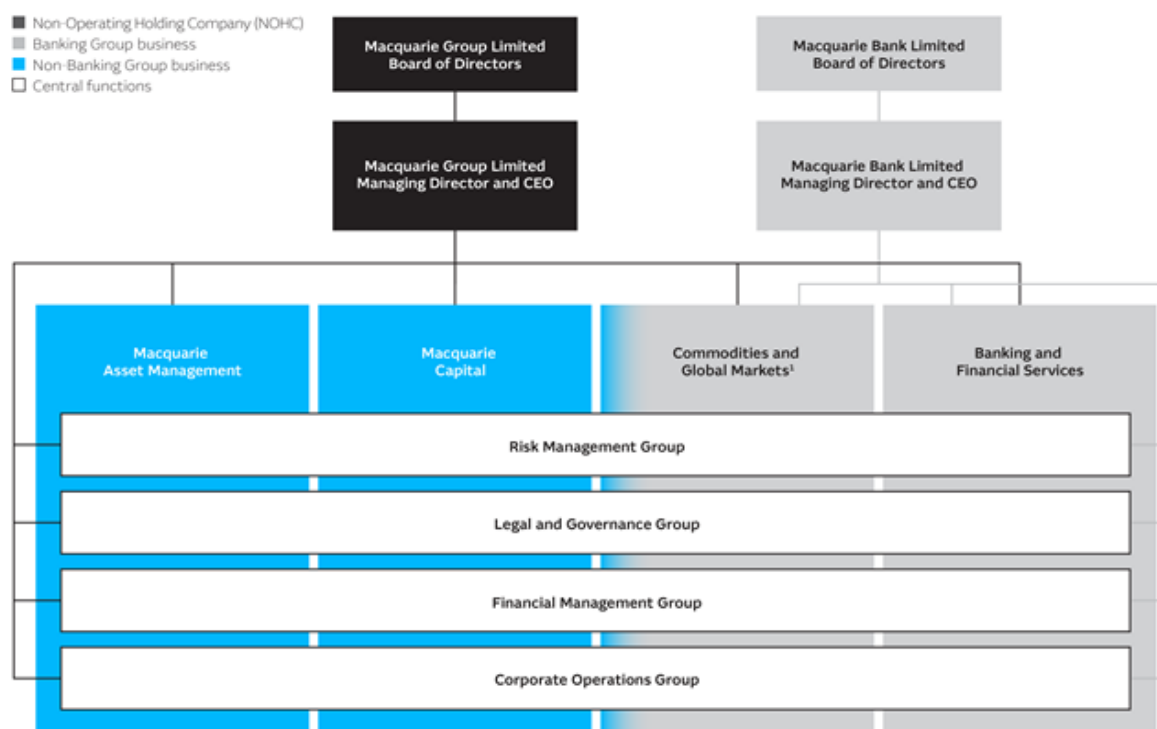 Non-Operating Holding Company (NOHC)
Banking Group business
Non-Banking Group business
Central functions
Macquarie Group Limited
Board of Directors
Macquarie Bank Limited
Board of Directors
Macquarie Group Limited
Managing Director and CEO
Macquarie Bank Limited
Managing Director and CEO
Macquarie
Asset Management
Macquarie
Capital
Commodities and
Global Markets¹
Banking and
Financial Services
Risk Management Group
Legal and Governance Group
Financial Management Group
Corporate Operations Group